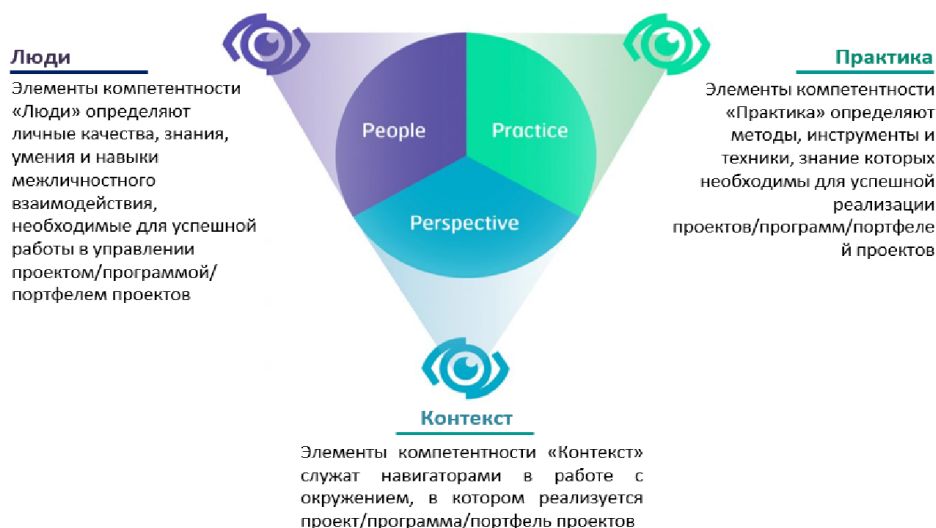 Люди
Элементы компетентности
«Люди» определяют
личные качества, знания,
умения и навыки
межличностного
взаимодействия,
необходимые для успешной
работы в управлении
проектом/программой/
портфелем проектов
People
Practice
Perspective
Практика
Элементы компетентности
«Практика» определяют
методы, инструменты и
техники, знание которых
необходимы для успешной
реализации
проектов/программ/портфеле
й проектов
Контекст
Элементы компетентности «Контекст»
служат навигаторами в работе с
окружением, в котором реализуется
проект/программа/портфель проектов